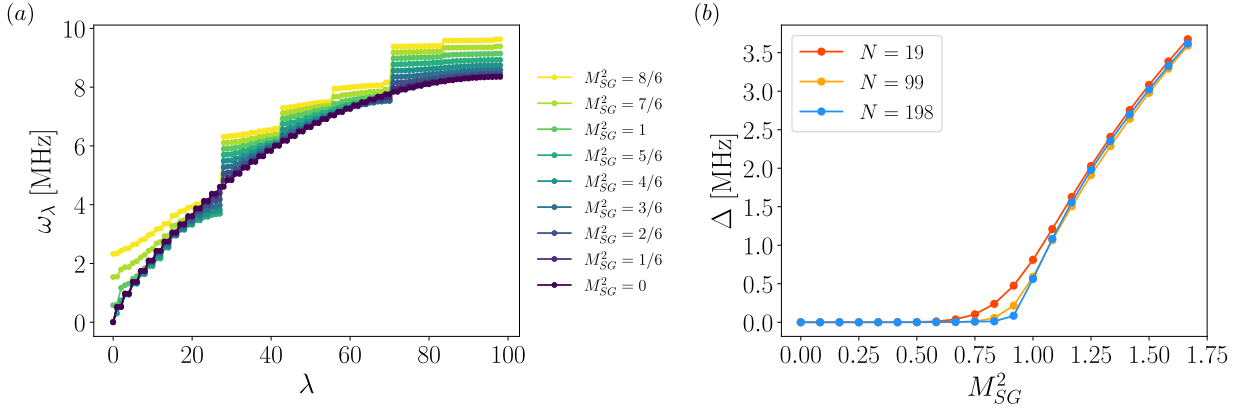 (a)
10
8
6
4
2
0
ω_λ [MHz]
0 20 40 60 80 100
λ
M²_SG = 8/6
M²_SG = 7/6
M²_SG = 1
M²_SG = 5/6
M²_SG = 4/6
M²_SG = 3/6
M²_SG = 2/6
M²_SG = 1/6
M²_SG = 0
(b)
N = 19
N = 99
N = 198
3.5
3.0
2.5
2.0
1.5
1.0
0.5
0.0
Δ [MHz]
0.00 0.25 0.50 0.75 1.00 1.25 1.50 1.75
M²_SG